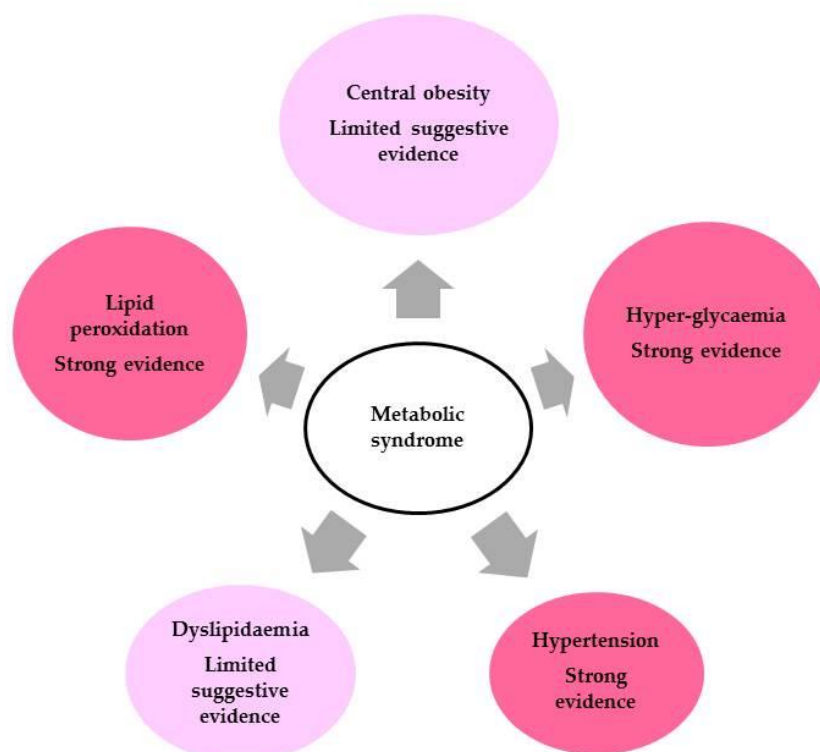 Central obesity
Limited suggestive
evidence
Lipid
peroxidation
Strong evidence
Hyper-glycaemia
Strong evidence
Metabolic
syndrome
Dyslipidaemia
Limited
suggestive
evidence
Hypertension
Strong
evidence